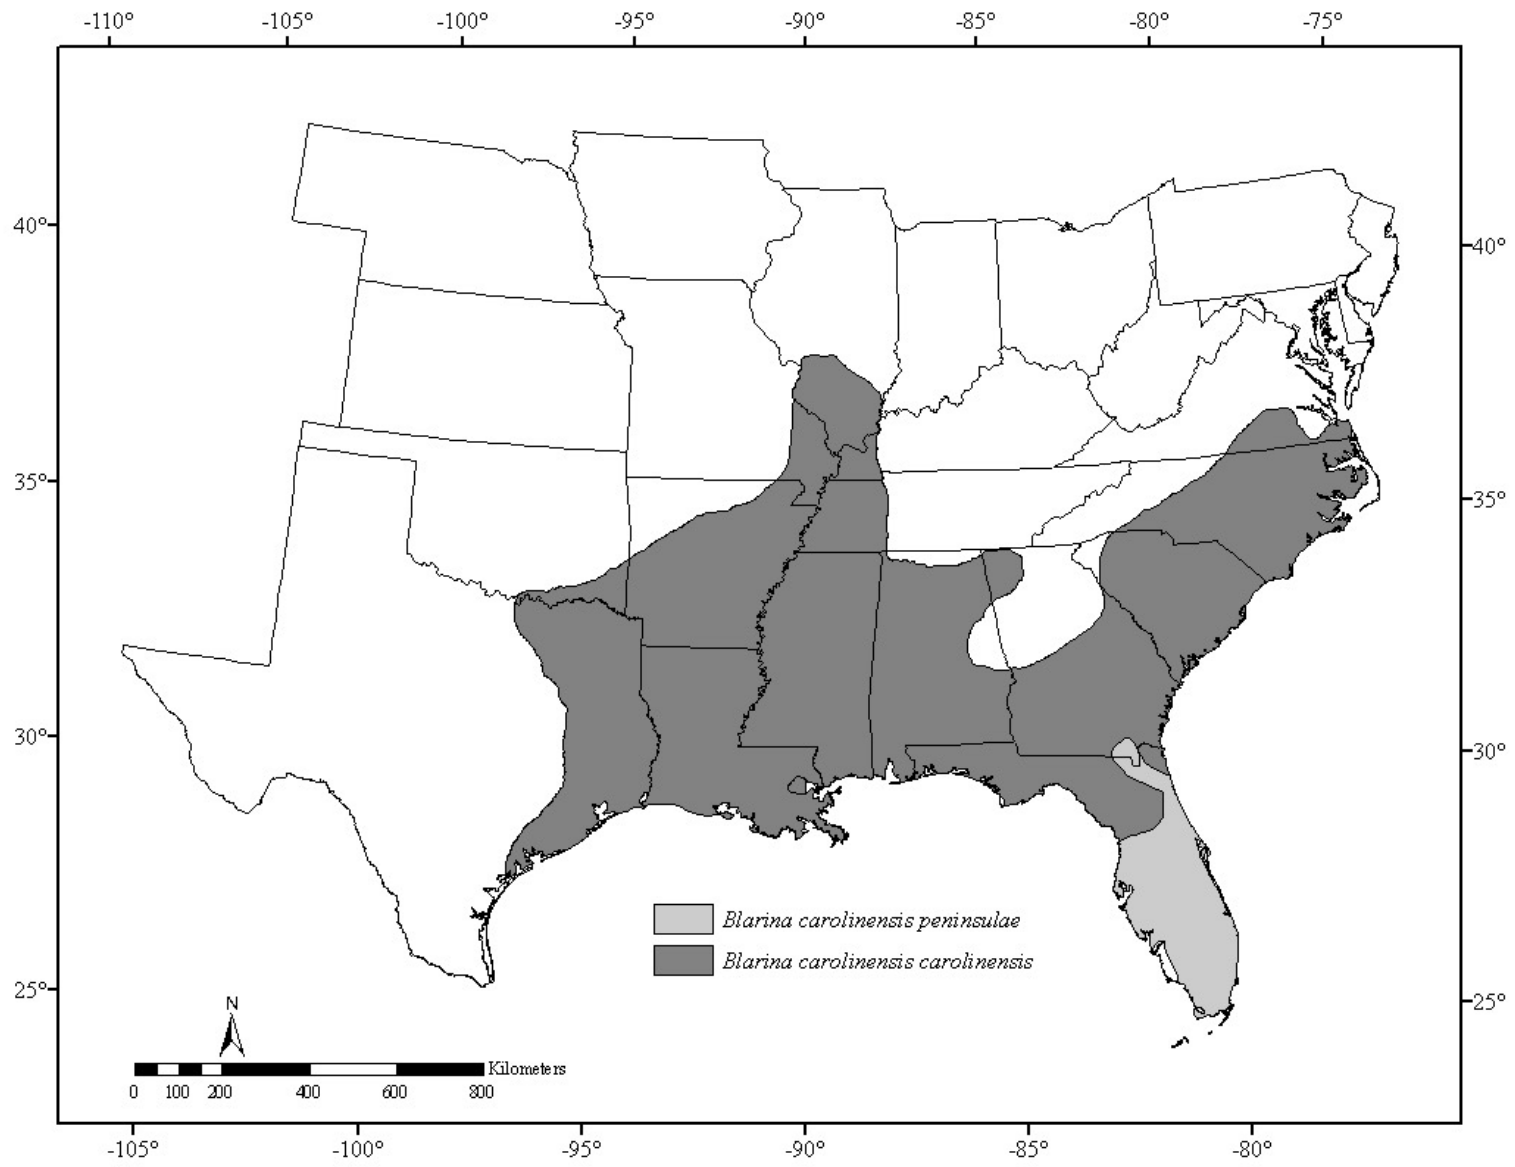 -110° -105° -100° -95° -90° -85° -80° -75°
40° 40°
35° 35°
30° 30°
Blarina carolinensis peninsulae
Blarina carolinensis carolinensis
25° 25°
N
Kilometers
0 100 200 400 600 800
-105° -100° -95° -90° -85° -80°